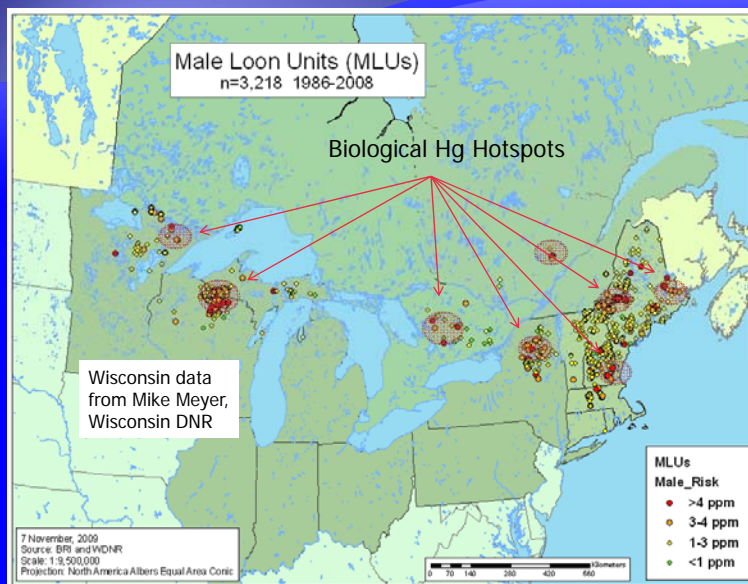 Male Loon Units (MLUs)
n=3,218 1986-2008
Biological Hg Hotspots
Wisconsin data
from Mike Meyer,
Wisconsin DNR
MLUs
Male_Risk
>4 ppm
3-4 ppm
1-3 ppm
<1 ppm
7 November, 2009
Source: BRI and WDNR
Scale: 1:9,500,000
Projection: North America Albers Equal Area Conic
Kilometers
0 70 140 280 420 560